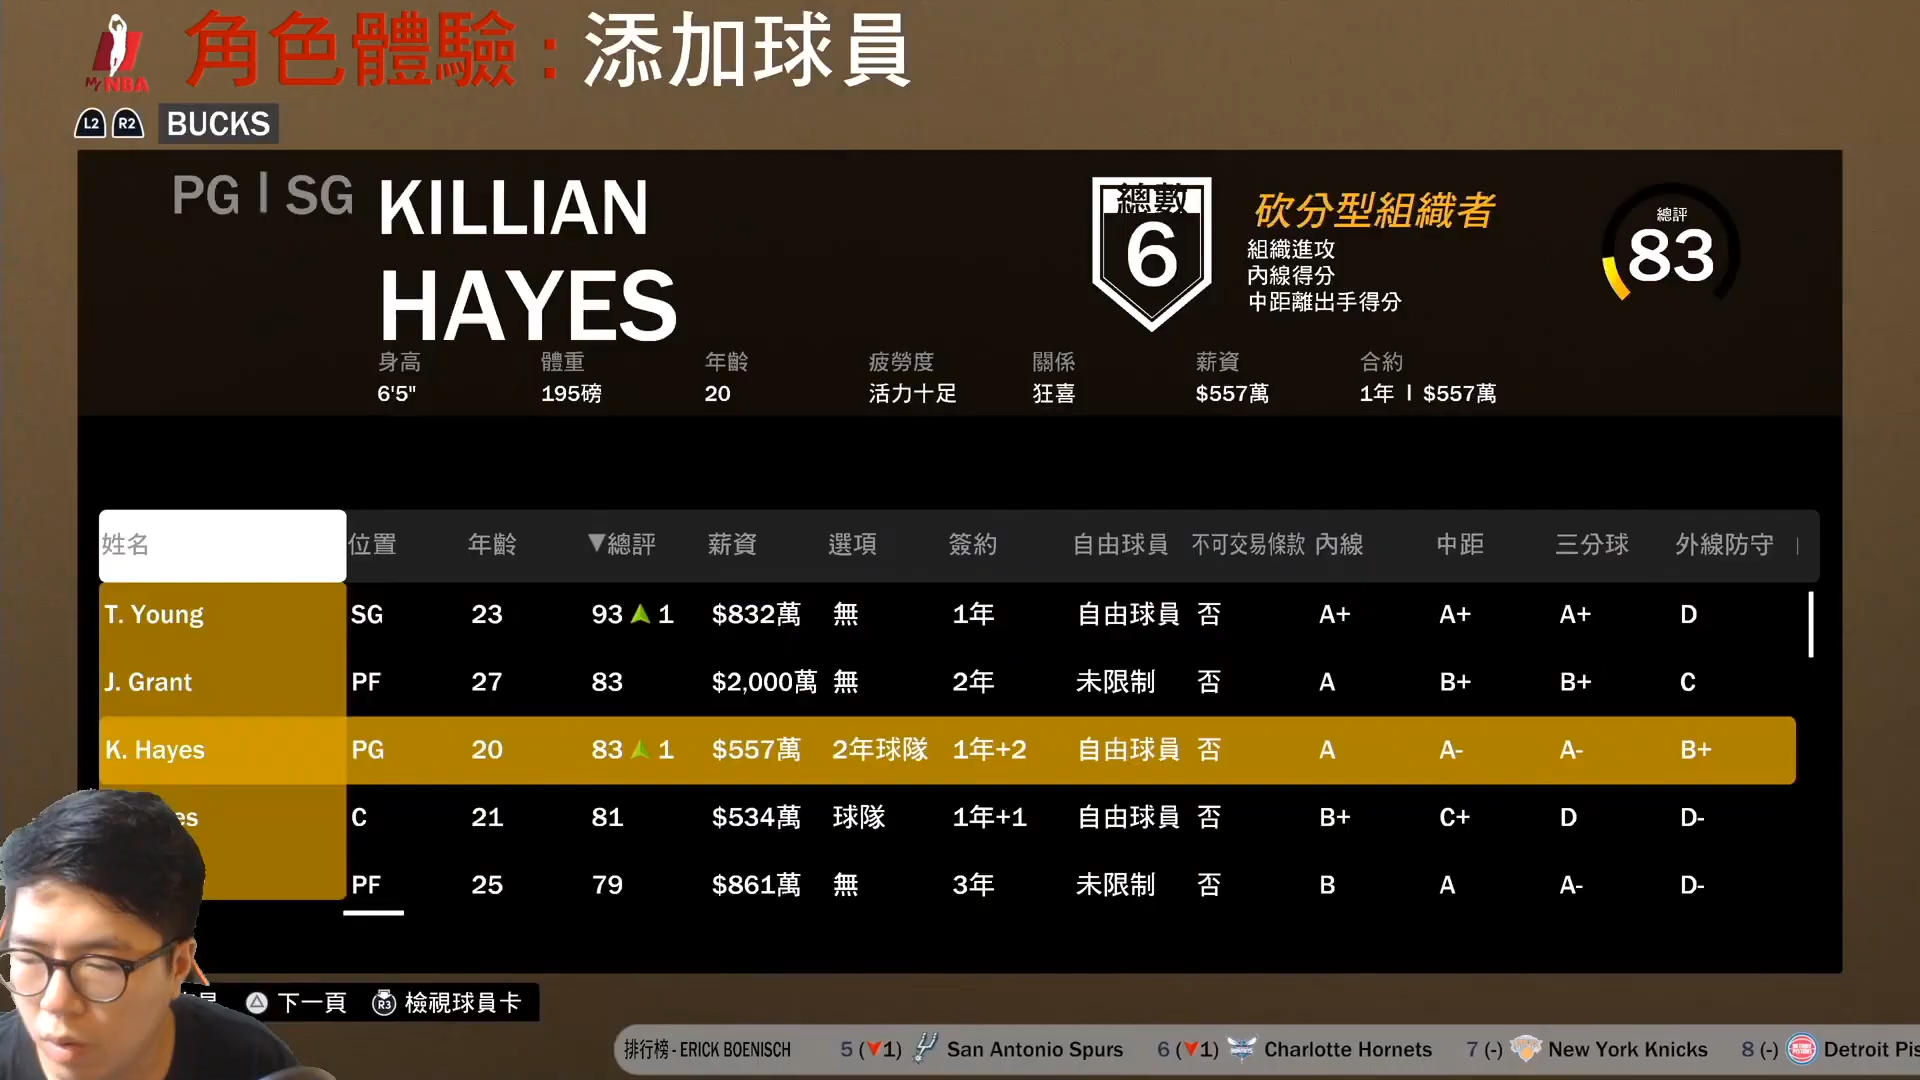 My NBA
角色體驗：添加球員
L2 R2 BUCKS
PG | SG KILLIAN
HAYES
總數
6
砍分型組織者
組織進攻
內線得分
中距離出手得分
總評
83
身高 體重 年齡 疲勞度 關係 薪資 合約
6'5" 195磅 20 活力十足 狂喜 $557萬 1年 | $557萬
姓名 位置 年齡 ▼總評 薪資 選項 簽約 自由球員 不可交易條款 內線 中距 三分球 外線防守
T. Young SG 23 93 ▲ 1 $832萬 無 1年 自由球員 否 A+ A+ A+ D
J. Grant PF 27 83 $2,000萬 無 2年 未限制 否 A B+ B+ C
K. Hayes PG 20 83 ▲ 1 $557萬 2年球隊 1年+2 自由球員 否 A A- A- B+
es C 21 81 $534萬 球隊 1年+1 自由球員 否 B+ C+ D D-
PF 25 79 $861萬 無 3年 未限制 否 B A A- D-
下一頁 R3 檢視球員卡
排行榜 - ERICK BOENISCH 5 (▼1) San Antonio Spurs 6 (▼1) Charlotte Hornets 7 (-) New York Knicks 8 (-) Detroit Pis